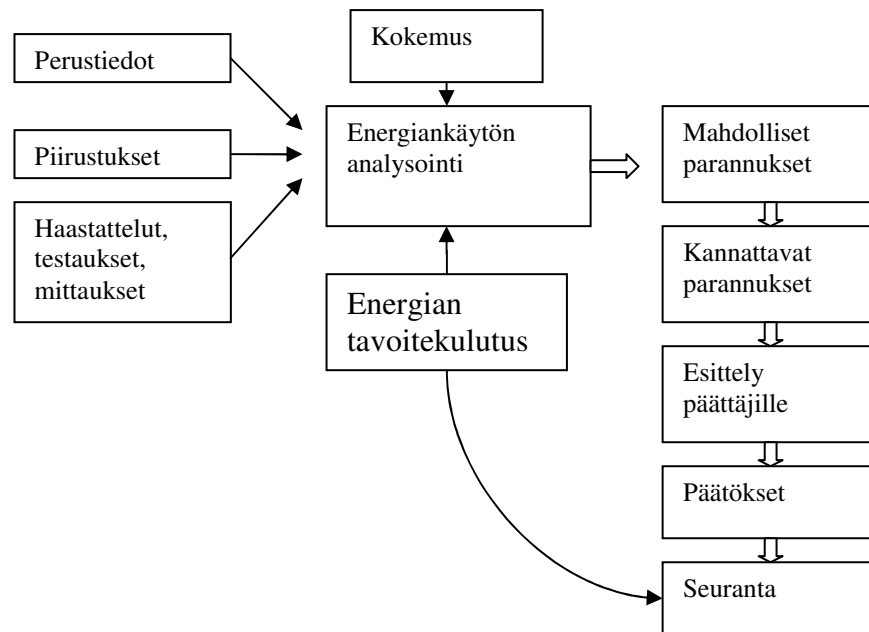 Perustiedot
Piirustukset
Haastattelut,
testaukset,
mittaukset
Kokemus
Energiankäytön
analysointi
Energian
tavoitekulutus
Mahdolliset
parannukset
Kannattavat
parannukset
Esittely
päättäjille
Päätökset
Seuranta